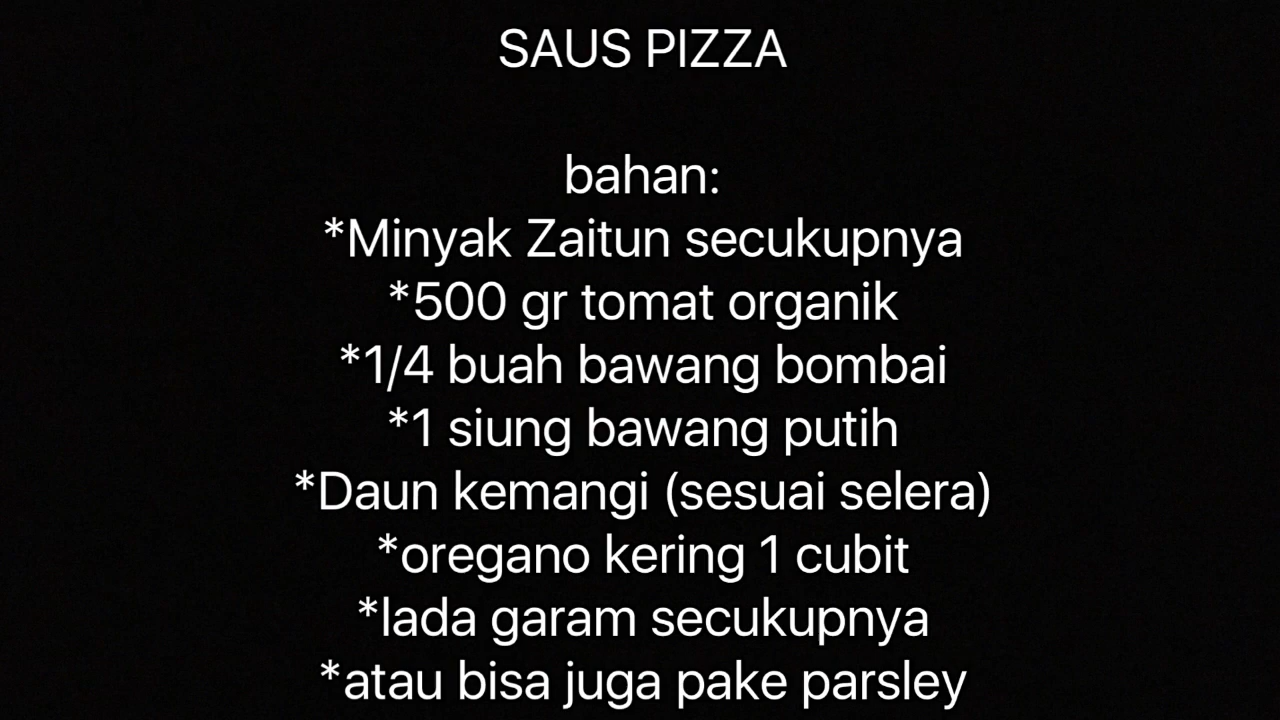 SAUS PIZZA
bahan:
*Minyak Zaitun secukupnya
*500 gr tomat organik
*1/4 buah bawang bombai
*1 siung bawang putih
*Daun kemangi (sesuai selera)
*oregano kering 1 cubit
*lada garam secukupnya
*atau bisa juga pake parsley